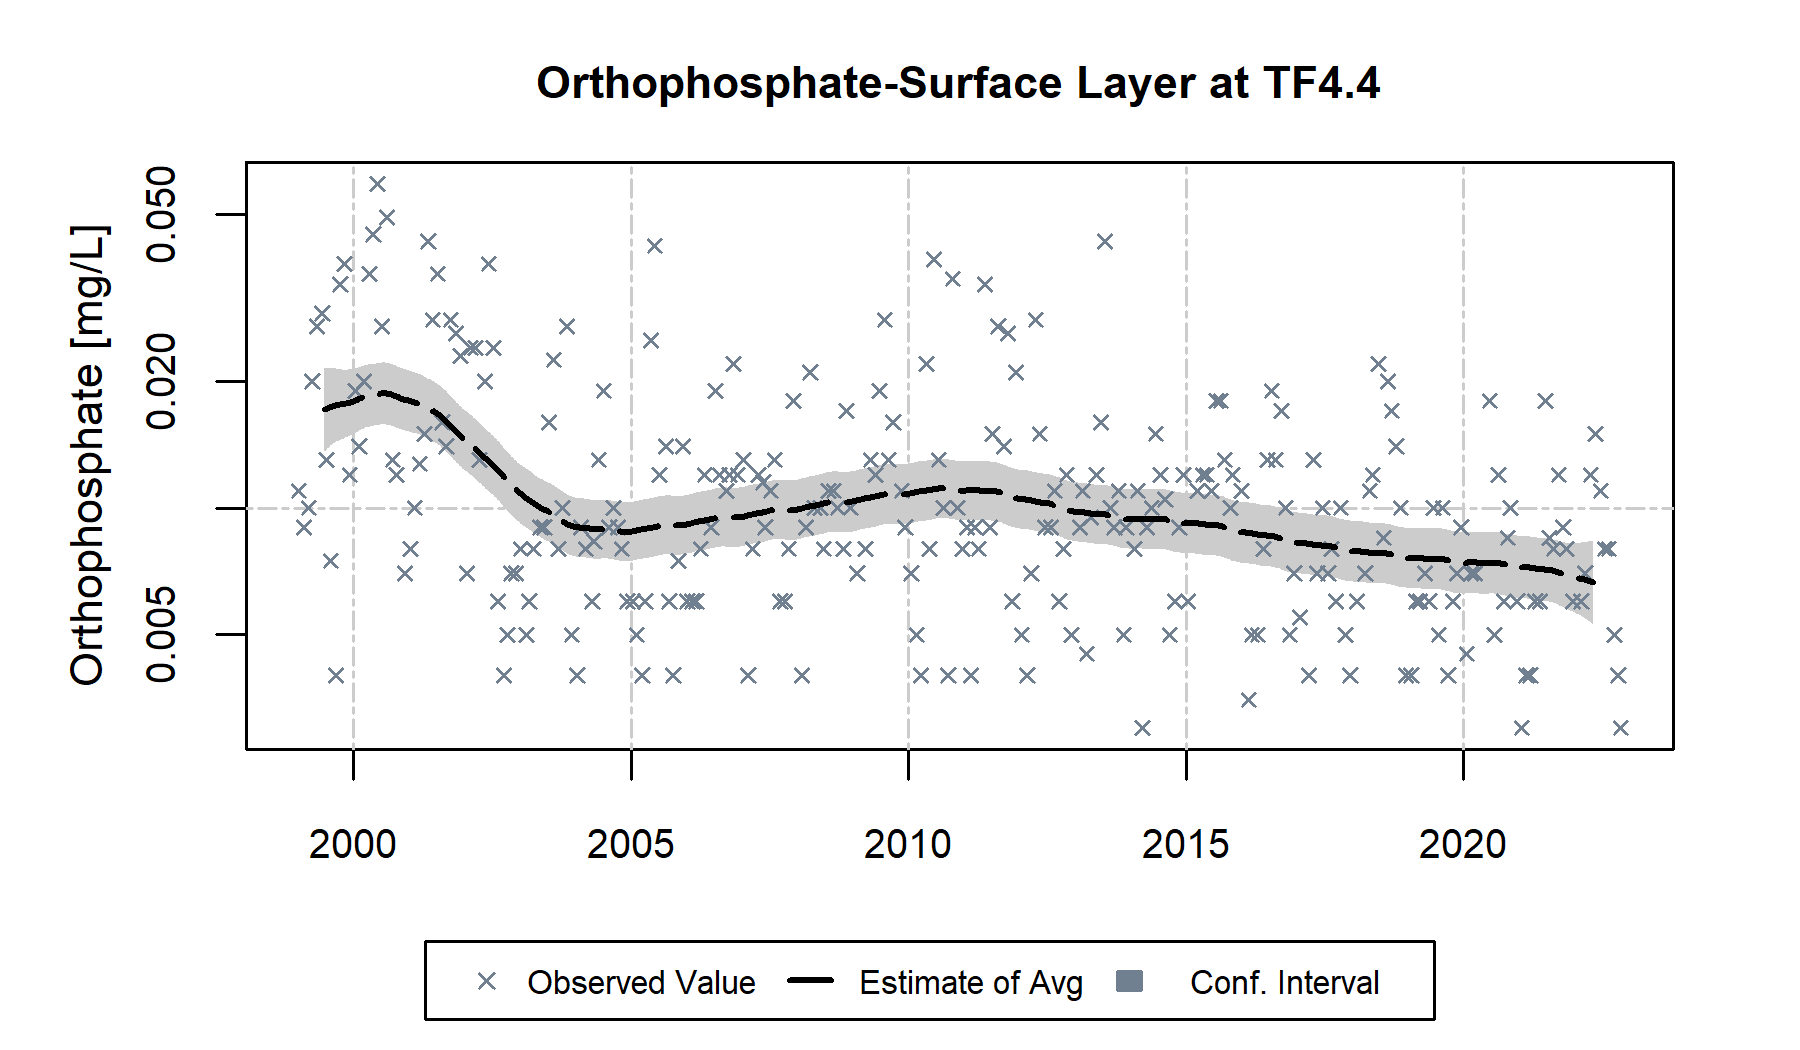 Orthophosphate-Surface Layer at TF4.4
Orthophosphate [mg/L]
0.050
0.020
0.005
2000 2005 2010 2015 2020
Observed Value Estimate of Avg Conf. Interval